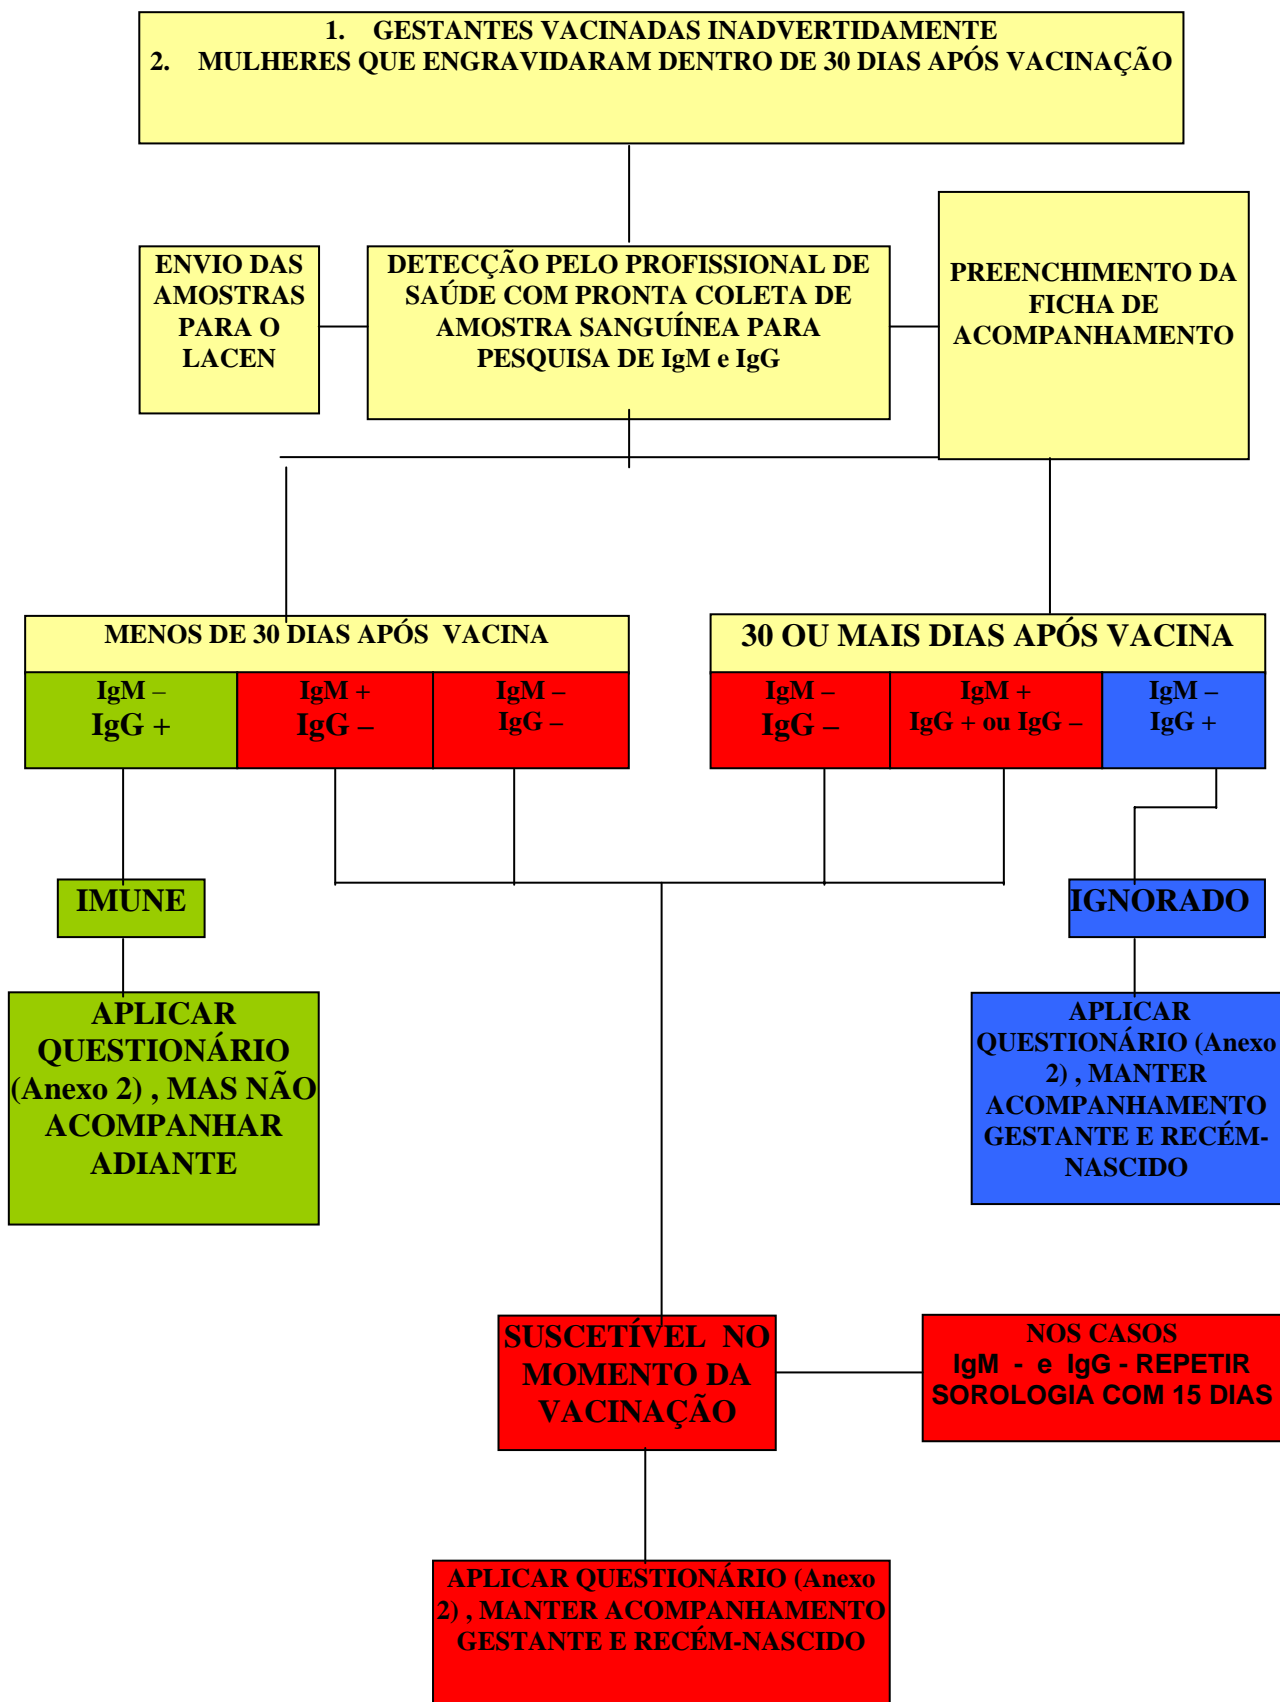 1. GESTANTES VACINADAS INADVERTIDAMENTE
2. MULHERES QUE ENGRAVIDARAM DENTRO DE 30 DIAS APÓS VACINAÇÃO
ENVIO DAS
AMOSTRAS
PARA O
LACEN
DETECÇÃO PELO PROFISSIONAL DE
SAÚDE COM PRONTA COLETA DE
AMOSTRA SANGUÍNEA PARA
PESQUISA DE IgM e IgG
PREENCHIMENTO DA
FICHA DE
ACOMPANHAMENTO
MENOS DE 30 DIAS APÓS VACINA
IgM –
IgG +
IgM +
IgG –
IgM –
IgG –
30 OU MAIS DIAS APÓS VACINA
IgM –
IgG –
IgM +
IgG + ou IgG –
IgM –
IgG +
IMUNE
IGNORADO
APLICAR
QUESTIONÁRIO
(Anexo 2) , MAS NÃO
ACOMPANHAR
ADIANTE
APLICAR
QUESTIONÁRIO (Anexo
2) , MANTER
ACOMPANHAMENTO
GESTANTE E RECÉM-
NASCIDO
SUSCETÍVEL NO
MOMENTO DA
VACINAÇÃO
NOS CASOS
IgM - e IgG - REPETIR
SOROLOGIA COM 15 DIAS
APLICAR QUESTIONÁRIO (Anexo
2) , MANTER ACOMPANHAMENTO
GESTANTE E RECÉM-NASCIDO